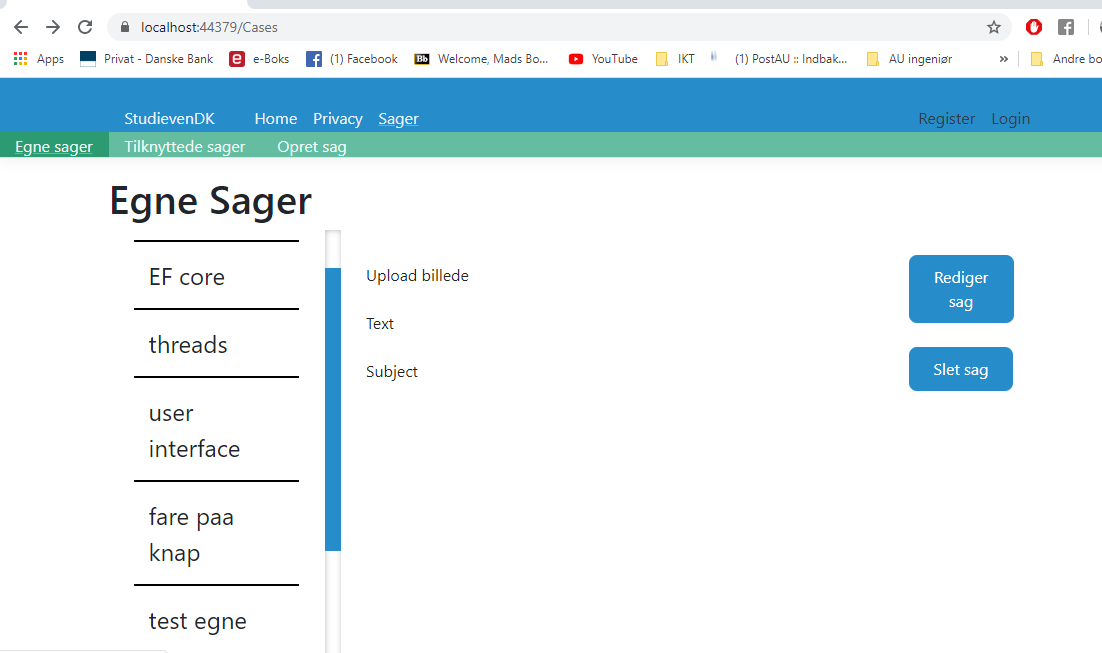 localhost:44379/Cases
Apps Privat - Danske Bank e-Boks (1) Facebook Bb Welcome, Mads Bo... YouTube IKT (1) PostAU :: Indbak... AU ingeniør » Andre bo
StudievenDK Home Privacy Sager Register Login
Egne sager Tilknyttede sager Opret sag
Egne Sager
EF core
threads
user
interface
fare paa
knap
test egne
Upload billede
Text
Subject
Rediger
sag
Slet sag